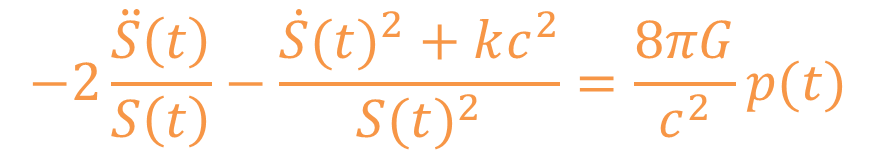 −2 S̈(t)/S(t) − (Ṡ(t)² + kc²)/S(t)² = 8πG/c² p(t)